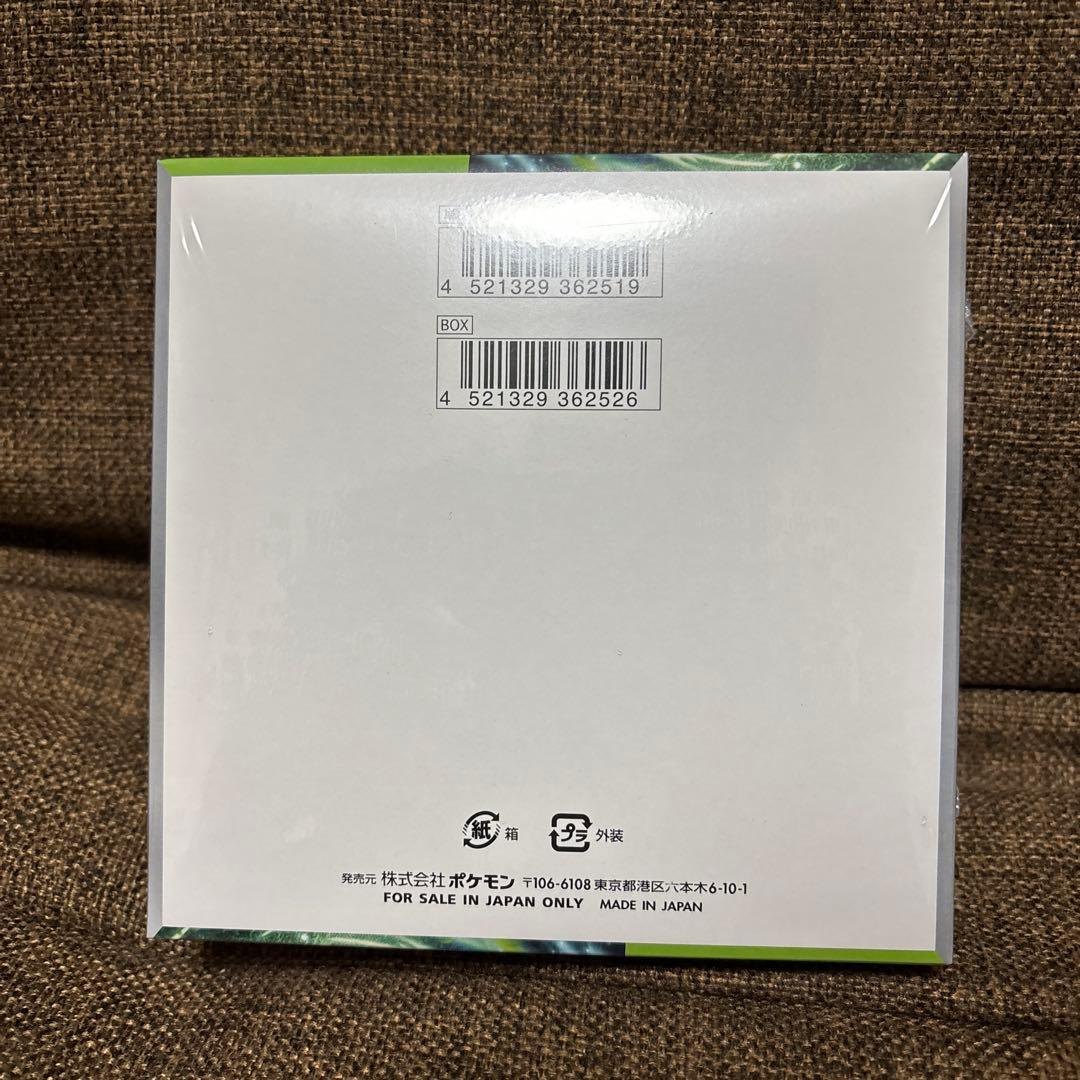 4 521329 362519
BOX
4 521329 362526
紙 箱 プラ 外装
発売元 株式会社ポケモン 〒106-6108 東京都港区六本木6-10-1
FOR SALE IN JAPAN ONLY MADE IN JAPAN